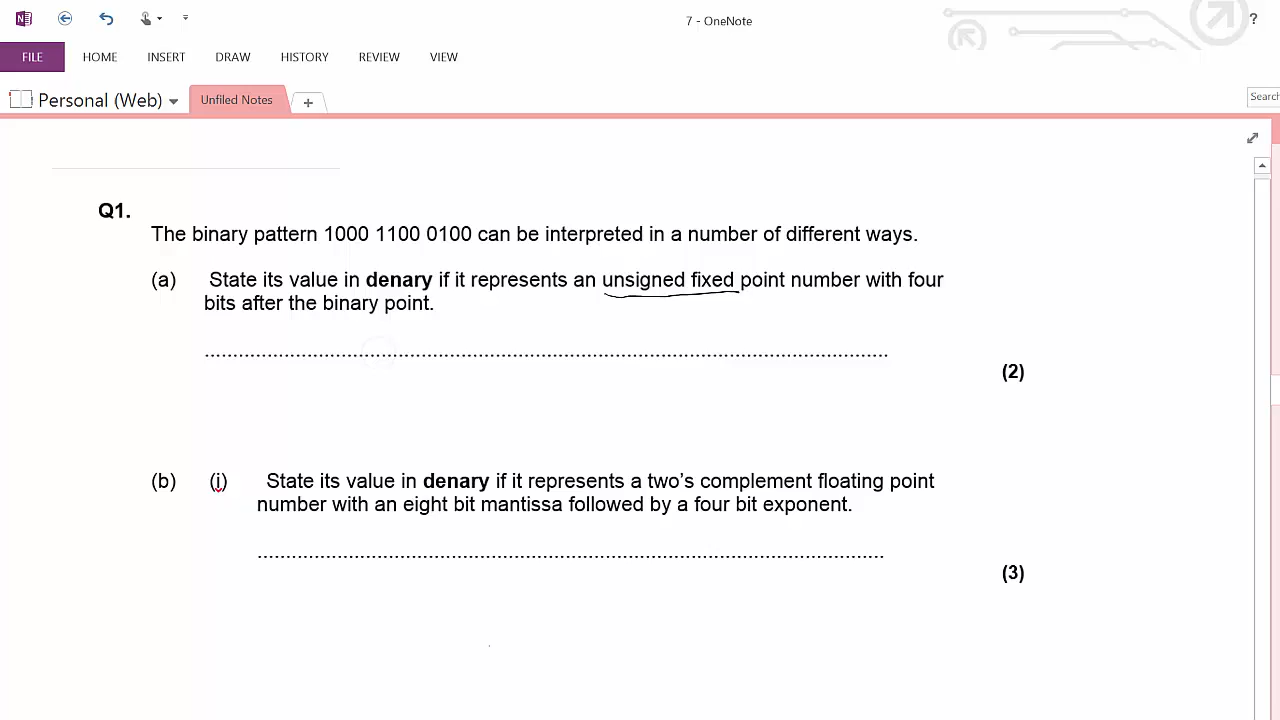 7 - OneNote
?
FILE HOME INSERT DRAW HISTORY REVIEW VIEW
Personal (Web) Unfiled Notes +
Search
Q1.
The binary pattern 1000 1100 0100 can be interpreted in a number of different ways.
(a) State its value in denary if it represents an unsigned fixed point number with four
bits after the binary point.
................................................................................
(2)
(b) (i) State its value in denary if it represents a two's complement floating point
number with an eight bit mantissa followed by a four bit exponent.
................................................................................
(3)